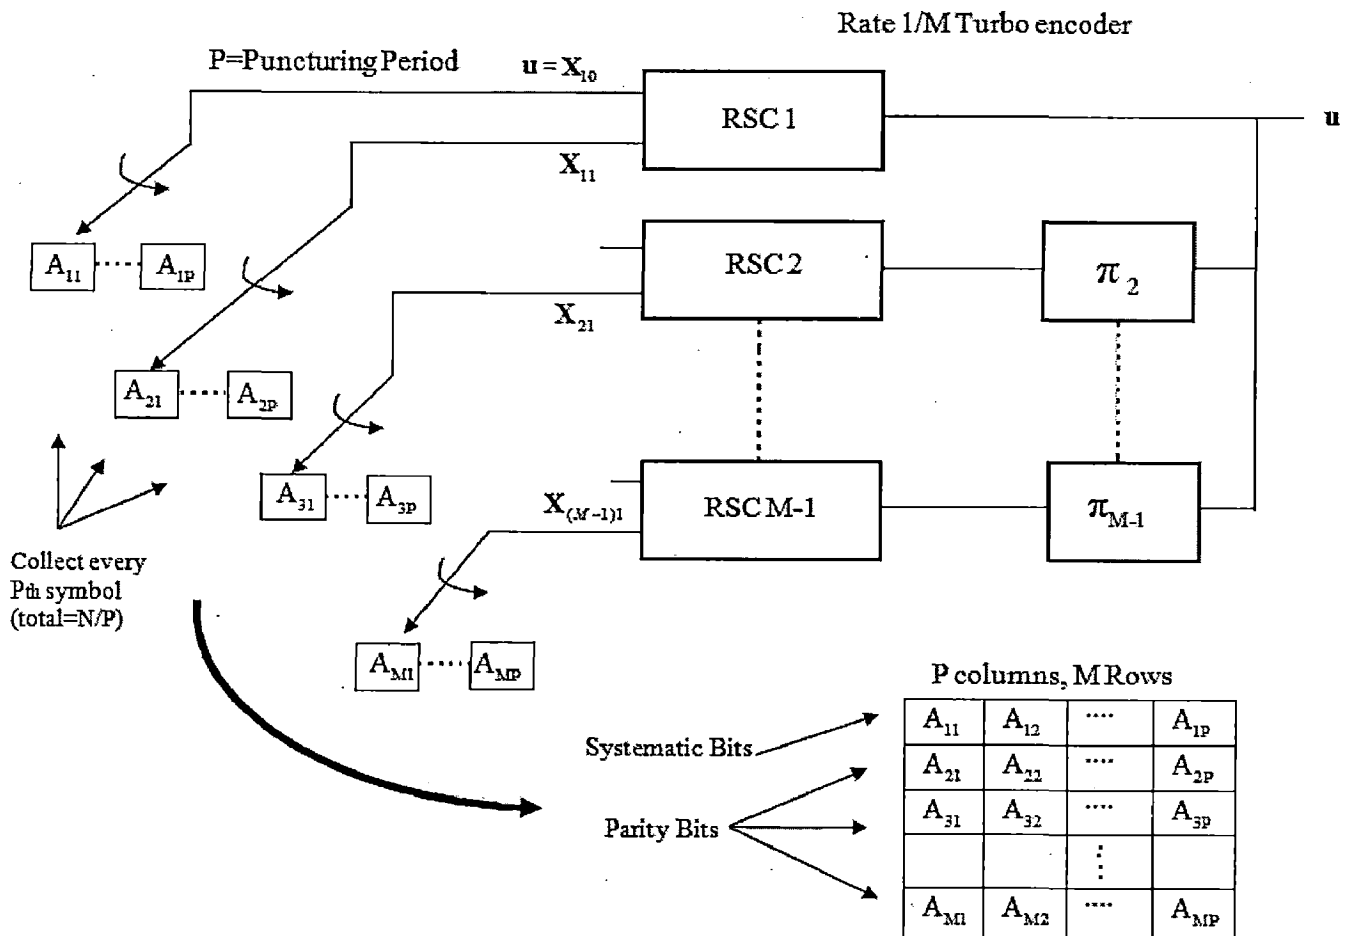 Rate 1/M Turbo encoder
P=Puncturing Period
u = X10
RSC 1
u
X11
A11 ..... A1P
RSC 2
π2
X21
A21 ..... A2P
A31 ..... A3P
X(M-1)1
RSC M-1
πM-1
Collect every
Pth symbol
(total=N/P)
AM1 ..... AMP
P columns, M Rows
Systematic Bits
Parity Bits
A11 A12 .... A1P
A21 A22 .... A2P
A31 A32 .... A3P
AM1 AM2 .... AMP